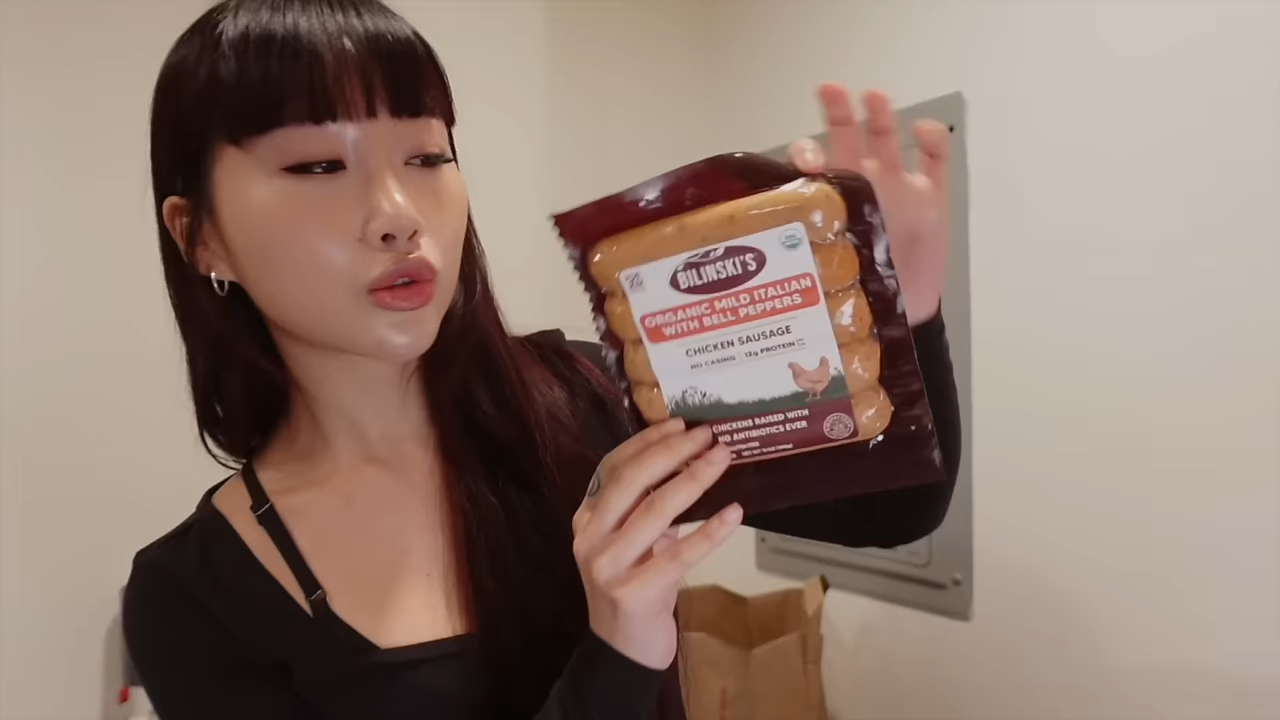 BILINSKI'S
ORGANIC MILD ITALIAN
WITH BELL PEPPERS
CHICKEN SAUSAGE
NO CASING 12g PROTEIN
CHICKENS RAISED WITH
NO ANTIBIOTICS EVER